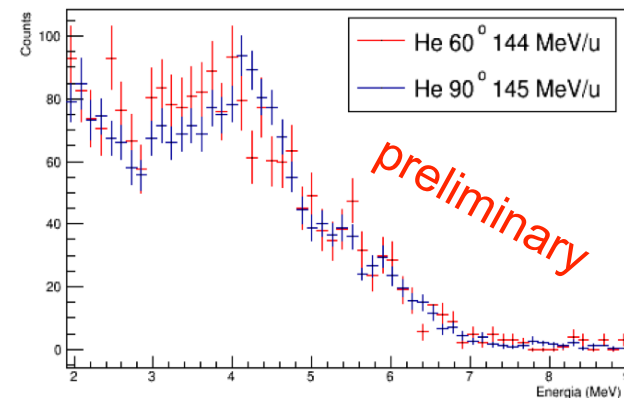 Counts
100
80
60
40
20
0
He 60° 144 MeV/u
He 90° 145 MeV/u
preliminary
2 3 4 5 6 7 8 9
Energia (MeV)